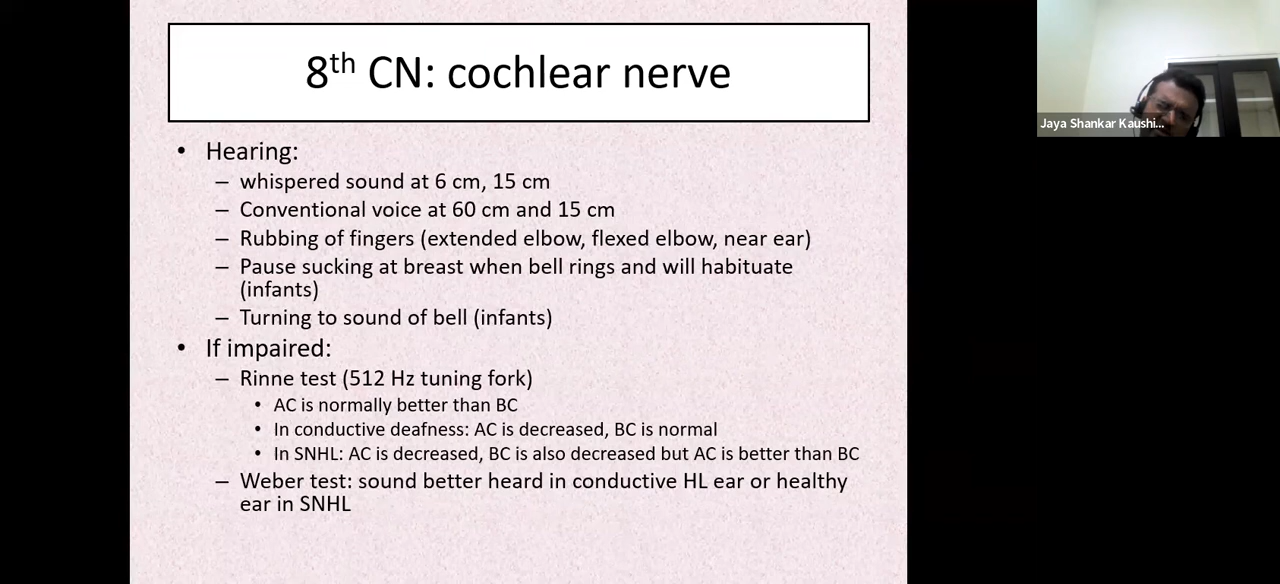 8th CN: cochlear nerve
Jaya Shankar Kaushi...
• Hearing:
– whispered sound at 6 cm, 15 cm
– Conventional voice at 60 cm and 15 cm
– Rubbing of fingers (extended elbow, flexed elbow, near ear)
– Pause sucking at breast when bell rings and will habituate
(infants)
– Turning to sound of bell (infants)
• If impaired:
– Rinne test (512 Hz tuning fork)
• AC is normally better than BC
• In conductive deafness: AC is decreased, BC is normal
• In SNHL: AC is decreased, BC is also decreased but AC is better than BC
– Weber test: sound better heard in conductive HL ear or healthy
ear in SNHL